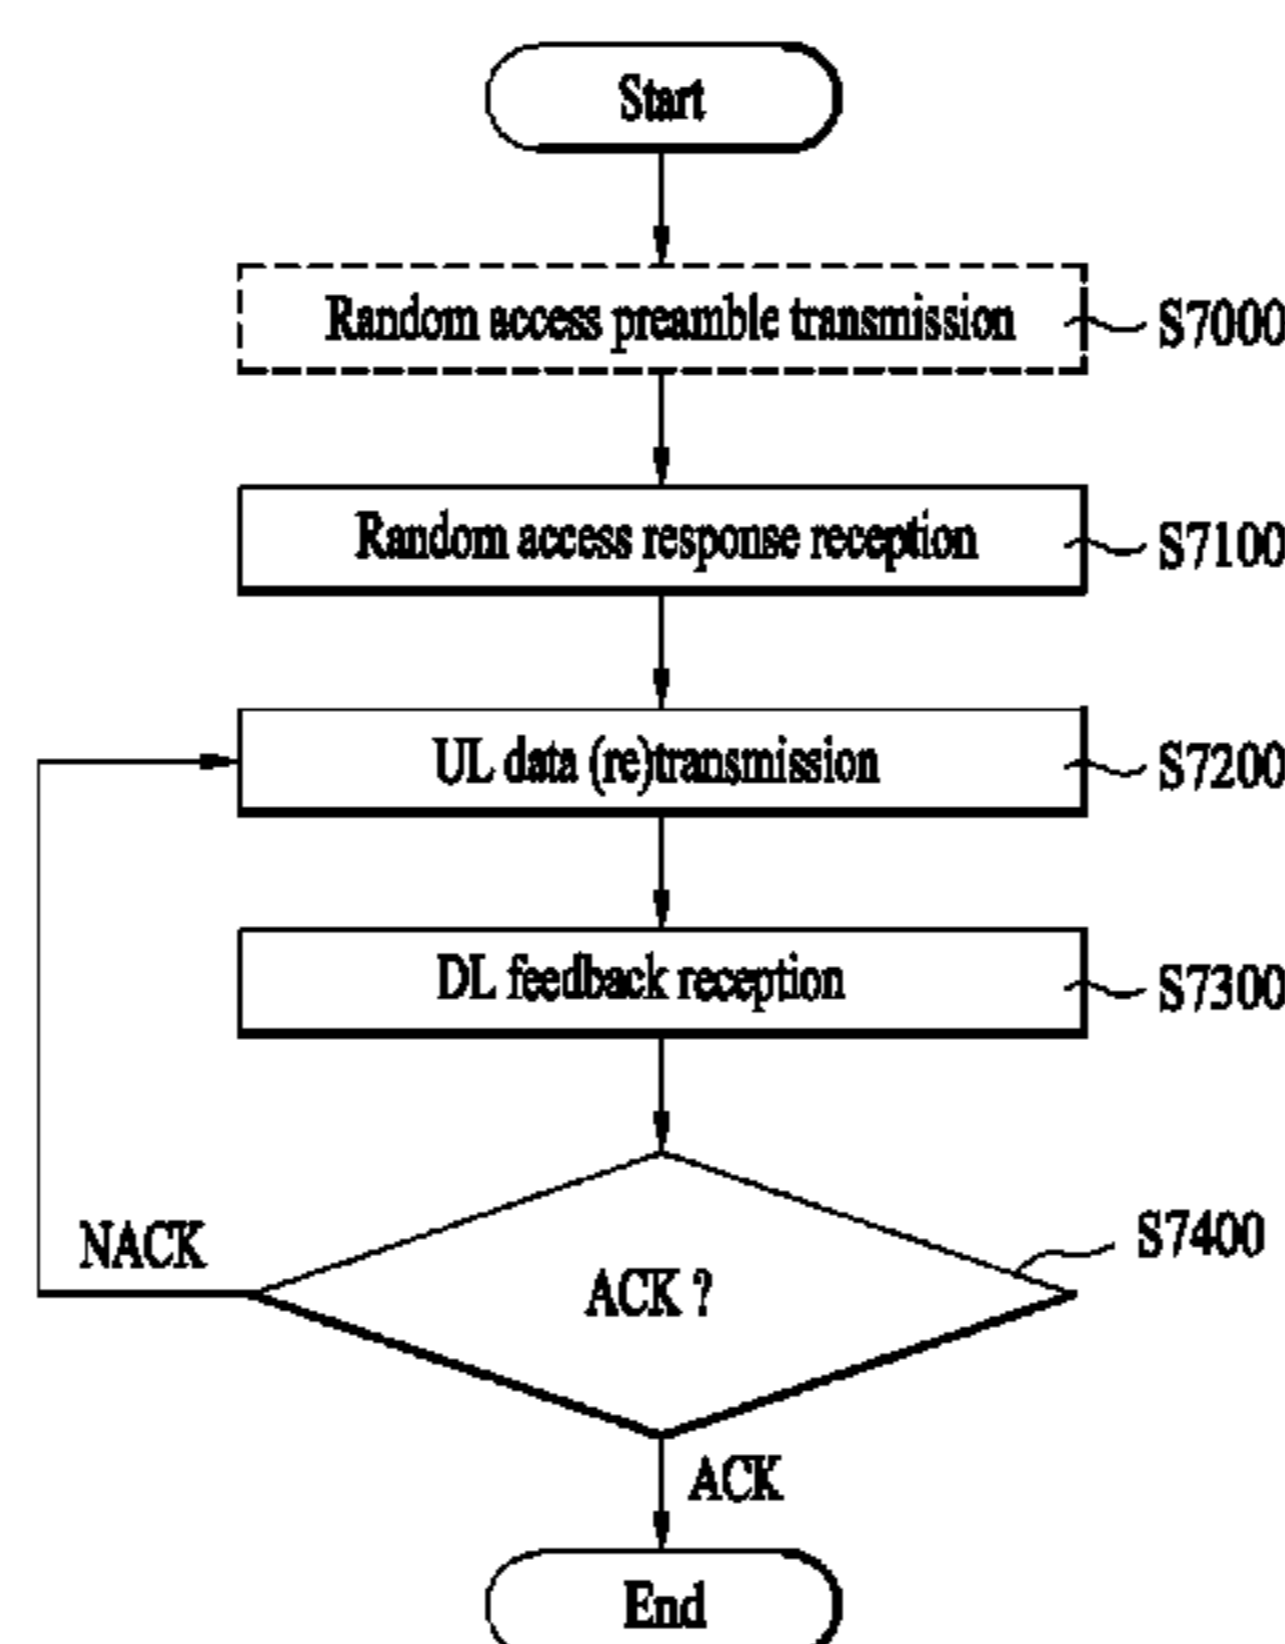 Start
Random access preamble transmission
S7000
Random access response reception
S7100
UL data (re)transmission
S7200
DL feedback reception
S7300
S7400
NACK
ACK ?
ACK
End